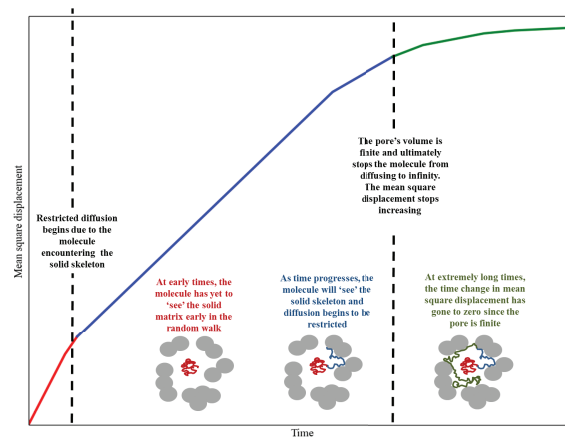 Mean square displacement
Restricted diffusion
begins due to the
molecule
encountering the
solid skeleton
The pore's volume is
finite and ultimately
stops the molecule from
diffusing to infinity.
The mean square
displacement stops
increasing
At early times, the
molecule has yet to
'see' the solid
matrix early in the
random walk
As time progresses, the
molecule will 'see' the
solid skeleton and
diffusion begins to be
restricted
At extremely long times,
the time change in mean
square displacement has
gone to zero since the
pore is finite
Time